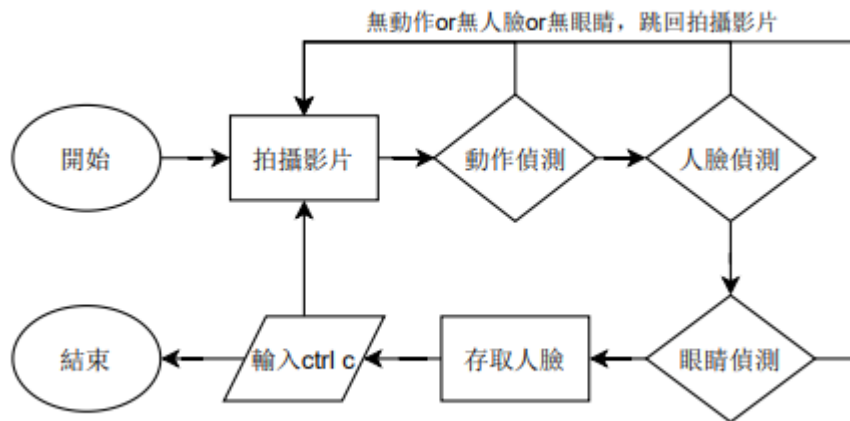 無動作or無人臉or無眼睛，跳回拍攝影片
開始
拍攝影片
動作偵測
人臉偵測
結束
輸入ctrl c
存取人臉
眼睛偵測